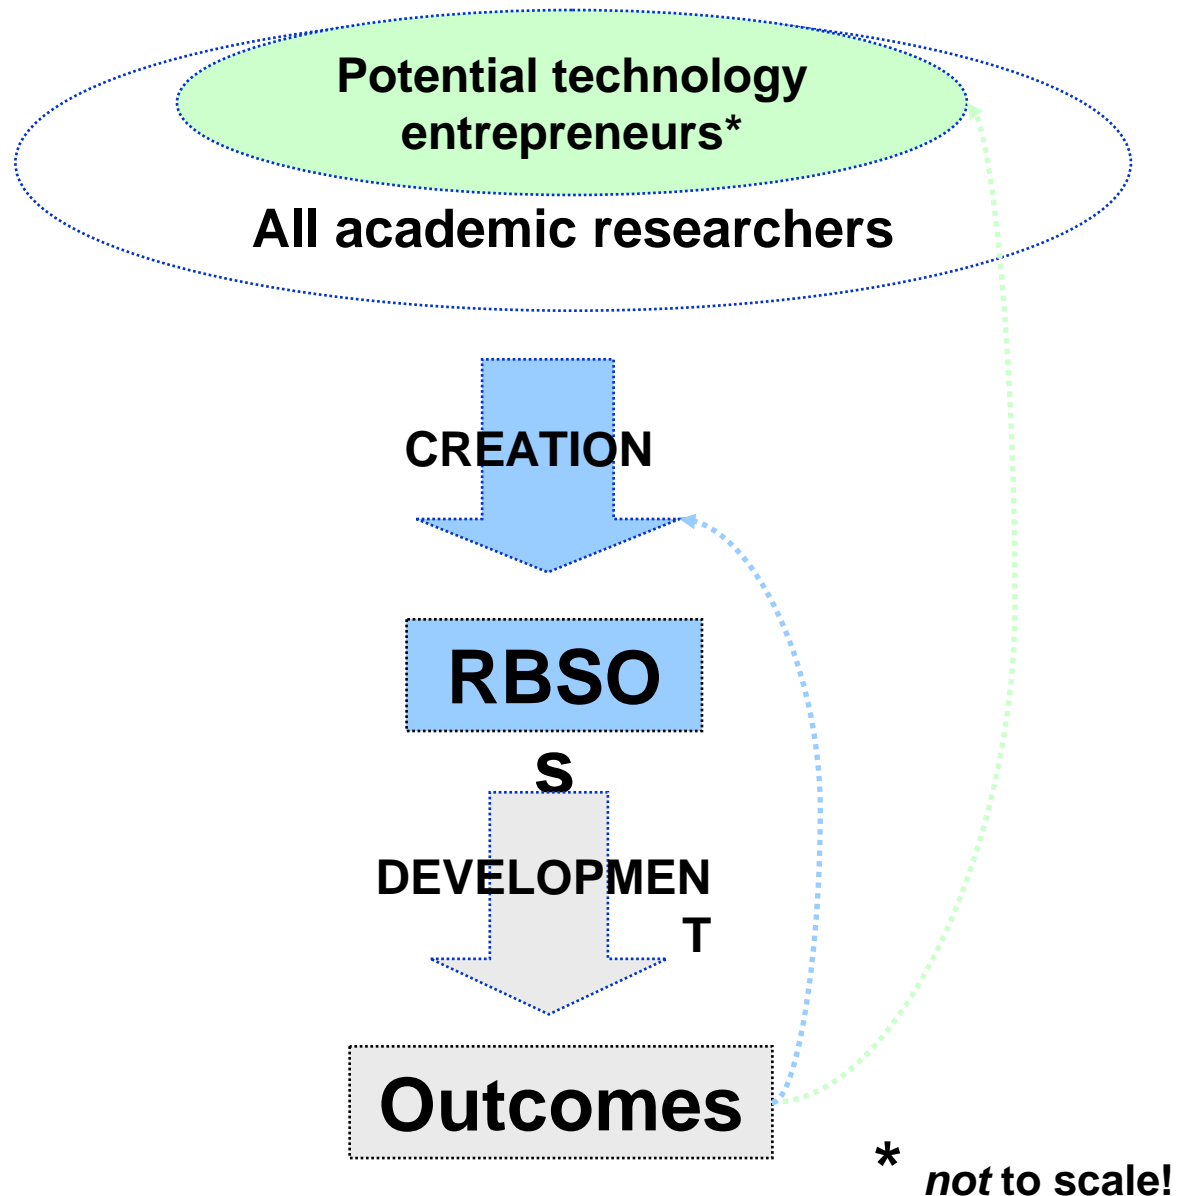 Potential technology
entrepreneurs*
All academic researchers
CREATION
RBSO
s
DEVELOPMEN
T
Outcomes
* not to scale!